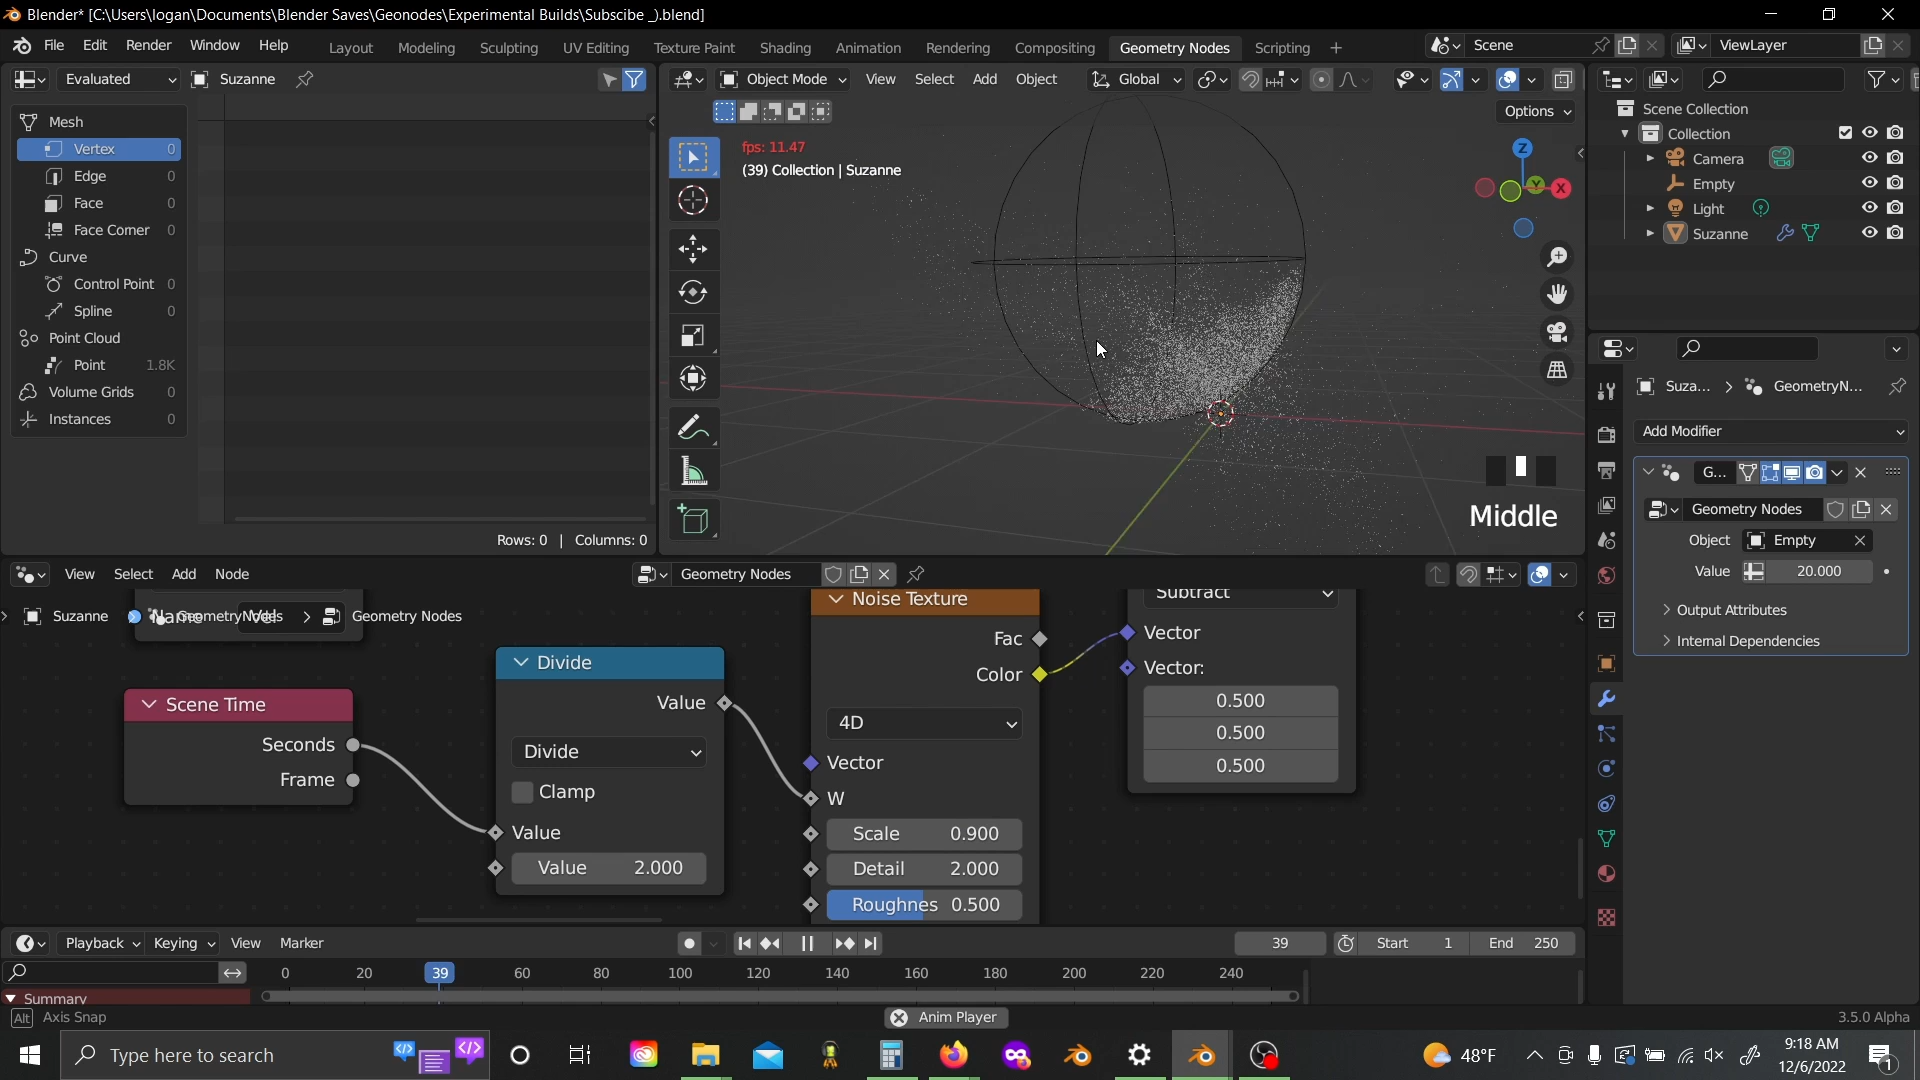 Blender* [C:\Users\logan\Documents\Blender Saves\Geonodes\Experimental Builds\Subscibe _).blend]
File Edit Render Window Help
Layout Modeling Sculpting UV Editing Texture Paint Shading Animation Rendering Compositing Geometry Nodes Scripting +
Scene
ViewLayer
Evaluated Suzanne
Mesh
Vertex 0
Edge 0
Face 0
Face Corner 0
Curve
Control Point 0
Spline 0
Point Cloud
Point 1.8K
Volume Grids 0
Instances 0
Rows: 0 | Columns: 0
Object Mode View Select Add Object Global
Options
fps: 11.47
(39) Collection | Suzanne
Z
Y
X
Middle
Scene Collection
Collection
Camera
Empty
Light
Suzanne
Suza... GeometryN...
Add Modifier
G...
Geometry Nodes
Object Empty
Value 20.000
Output Attributes
Internal Dependencies
View Select Add Node
Geometry Nodes
Suzanne GeometryNodes Geometry Nodes
Name Vel
Scene Time
Seconds
Frame
Divide
Value
Divide
Clamp
Value
Value 2.000
Noise Texture
Fac
Color
4D
Vector
W
Scale 0.900
Detail 2.000
Roughnes 0.500
Subtract
Vector
Vector:
0.500
0.500
0.500
Playback Keying View Marker
39 Start 1 End 250
0 20 39 60 80 100 120 140 160 180 200 220 240
Summary
Alt Axis Snap
Anim Player
3.5.0 Alpha
Type here to search
48°F
9:18 AM
12/6/2022
1